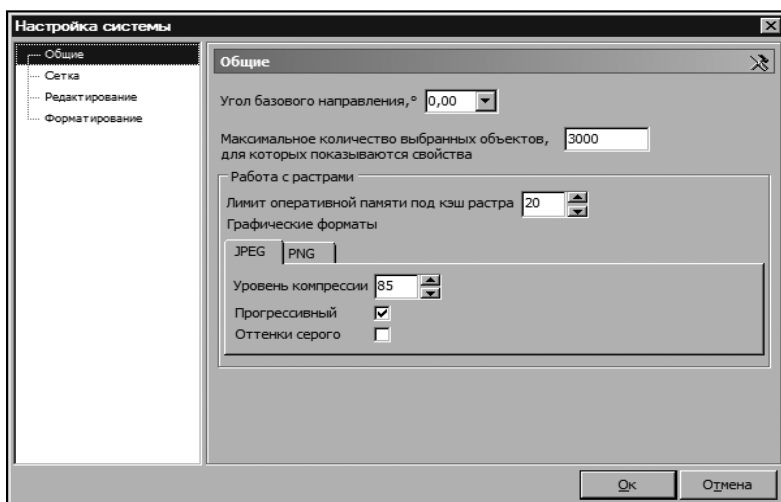 Настройка системы
Общие
Сетка
Редактирование
Форматирование
Общие
Угол базового направления,° 0,00
Максимальное количество выбранных объектов, 3000
для которых показываются свойства
Работа с растрами
Лимит оперативной памяти под кэш растра 20
Графические форматы
JPEG PNG
Уровень компрессии 85
Прогрессивный
Оттенки серого
Ок Отмена